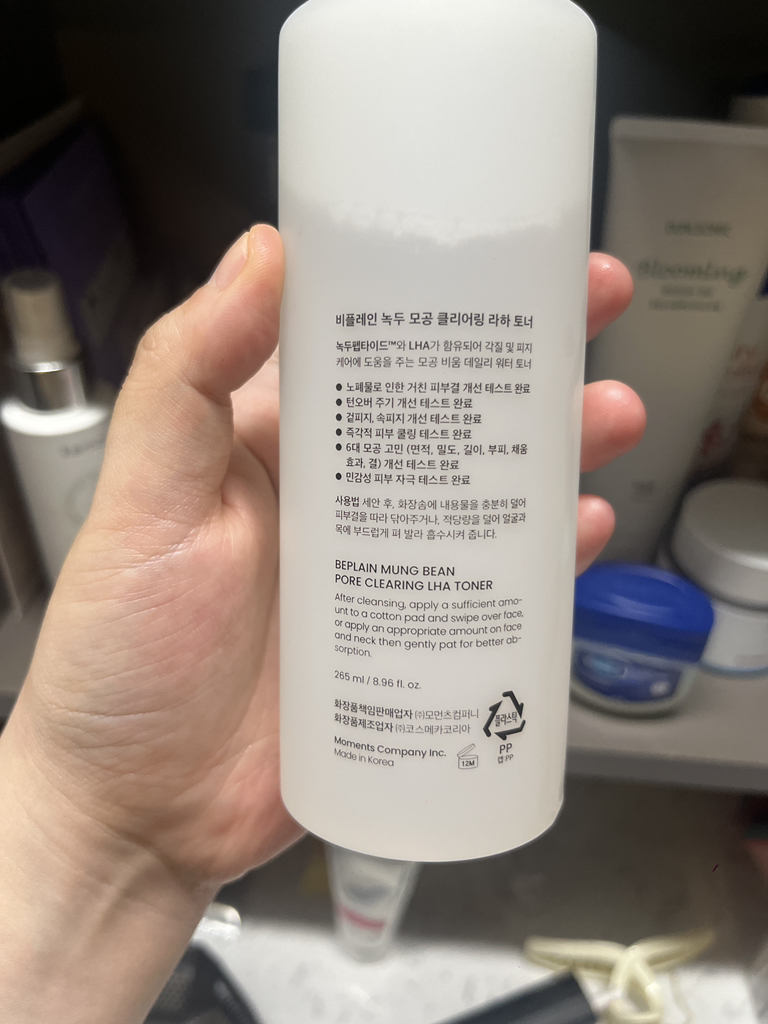 비플레인 녹두 모공 클리어링 라하 토너
녹두펩타이드™와 LHA가 함유되어 각질 및 피지
케어에 도움을 주는 모공 비움 데일리 워터 토너
● 노폐물로 인한 거친 피부결 개선 테스트 완료
● 턴오버 주기 개선 테스트 완료
● 겉피지, 속피지 개선 테스트 완료
● 즉각적 피부 쿨링 테스트 완료
● 6대 모공 고민 (면적, 밀도, 길이, 부피, 채움
효과, 결) 개선 테스트 완료
● 민감성 피부 자극 테스트 완료
사용법 세안 후, 화장솜에 내용물을 충분히 덜어
피부결을 따라 닦아주거나, 적당량을 덜어 얼굴과
목에 부드럽게 펴 발라 흡수시켜 줍니다.
BEPLAIN MUNG BEAN
PORE CLEARING LHA TONER
After cleansing, apply a sufficient amo-
unt to a cotton pad and swipe over face,
or apply an appropriate amount on face
and neck then gently pat for better ab-
sorption.
265 ml / 8.96 fl. oz.
화장품책임판매업자 ㈜모먼츠컴퍼니
화장품제조업자 ㈜코스메카코리아
Moments Company Inc.
Made in Korea
12M
플라스틱
PP
캡:PP
blooming